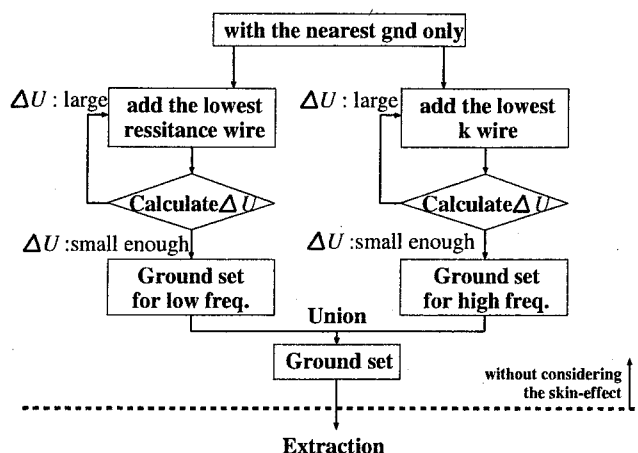 with the nearest gnd only
ΔU : large
add the lowest
ressitance wire
ΔU : large
add the lowest
k wire
Calculate ΔU
Calculate ΔU
ΔU :small enough
ΔU :small enough
Ground set
for low freq.
Ground set
for high freq.
Union
Ground set
without considering
the skin-effect
Extraction